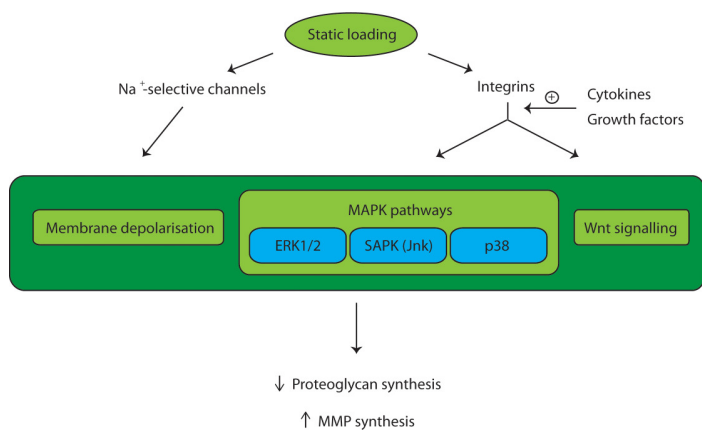 Static loading
Na⁺-selective channels
Integrins
⊕
Cytokines
Growth factors
MAPK pathways
Membrane depolarisation
ERK1/2
SAPK (Jnk)
p38
Wnt signalling
↓ Proteoglycan synthesis
↑ MMP synthesis